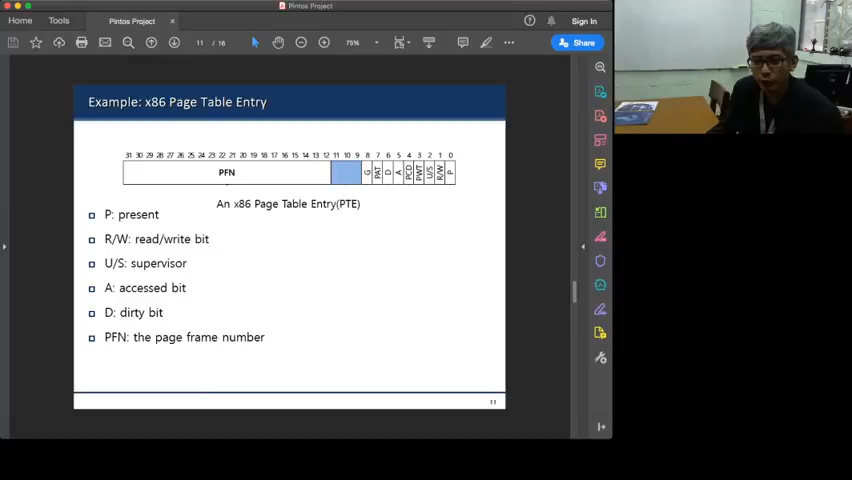 Pintos Project
Home Tools Pintos Project × Sign In
11 / 16 75% Share
Example: x86 Page Table Entry
31 30 29 28 27 26 25 24 23 22 21 20 19 18 17 16 15 14 13 12 11 10 9 8 7 6 5 4 3 2 1 0
PFN G PAT D A PCD PWT U/S R/W P
An x86 Page Table Entry(PTE)
P: present
R/W: read/write bit
U/S: supervisor
A: accessed bit
D: dirty bit
PFN: the page frame number
11